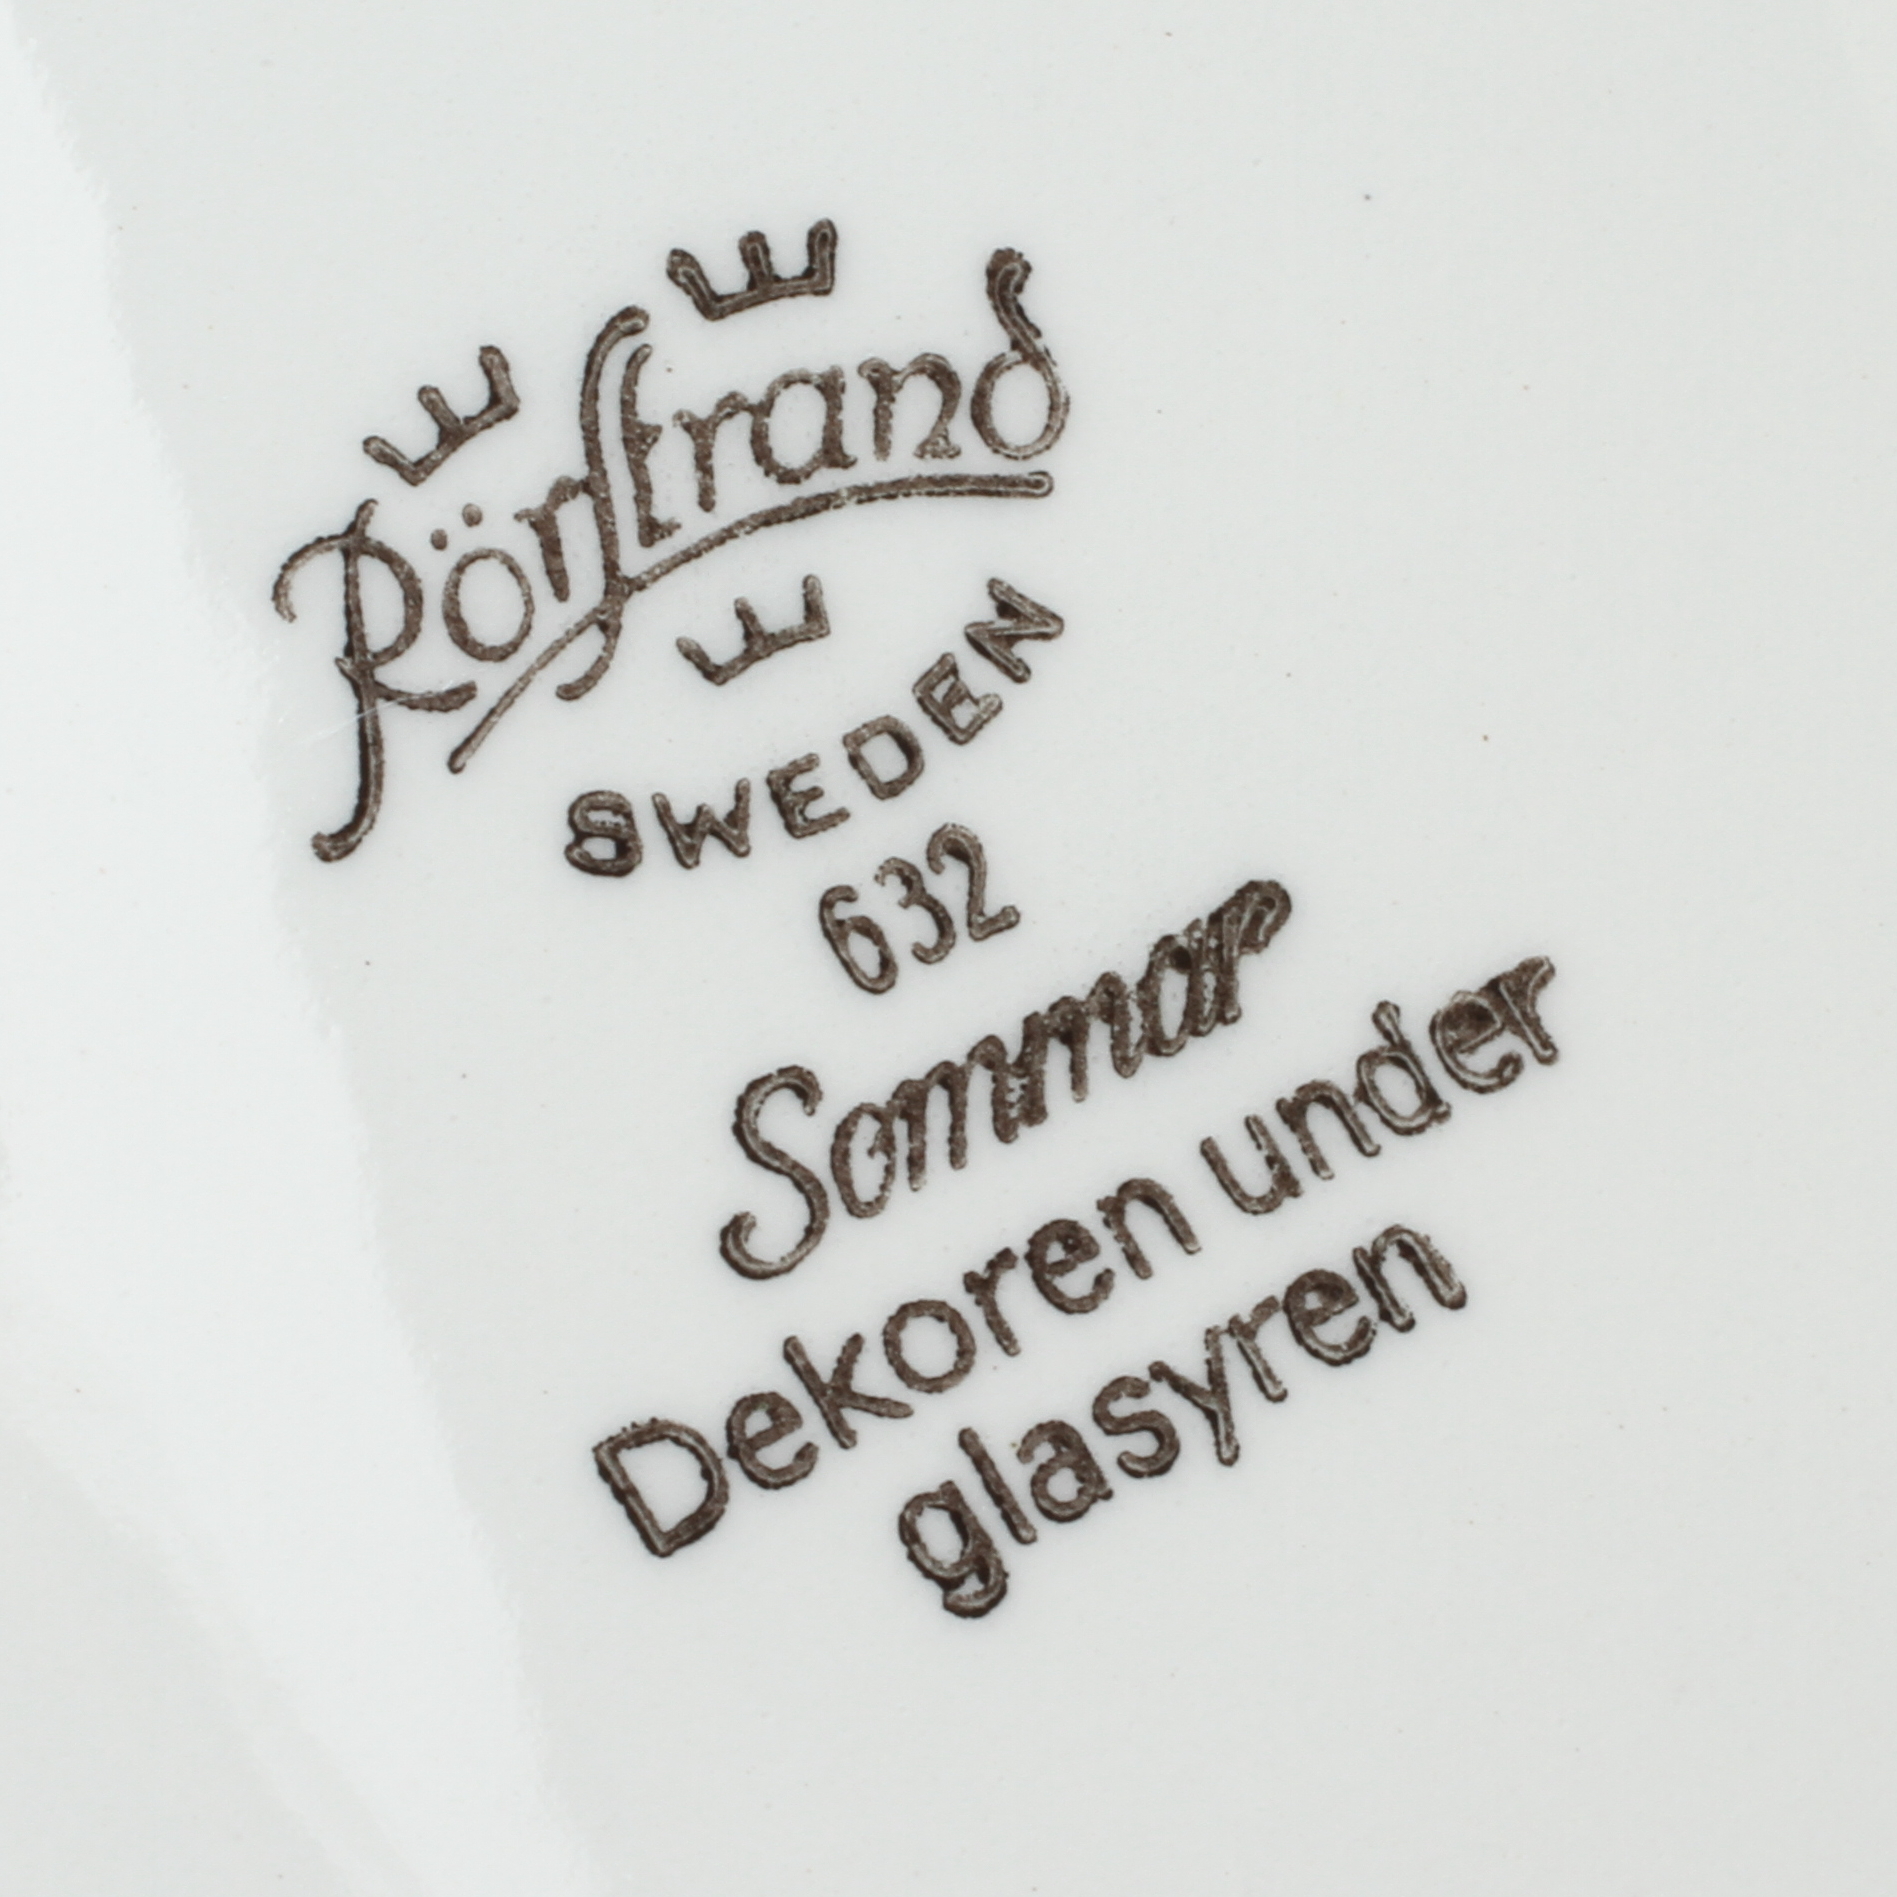 Rörstrand
SWEDEN
632
Sommar
Dekoren under
glasyren